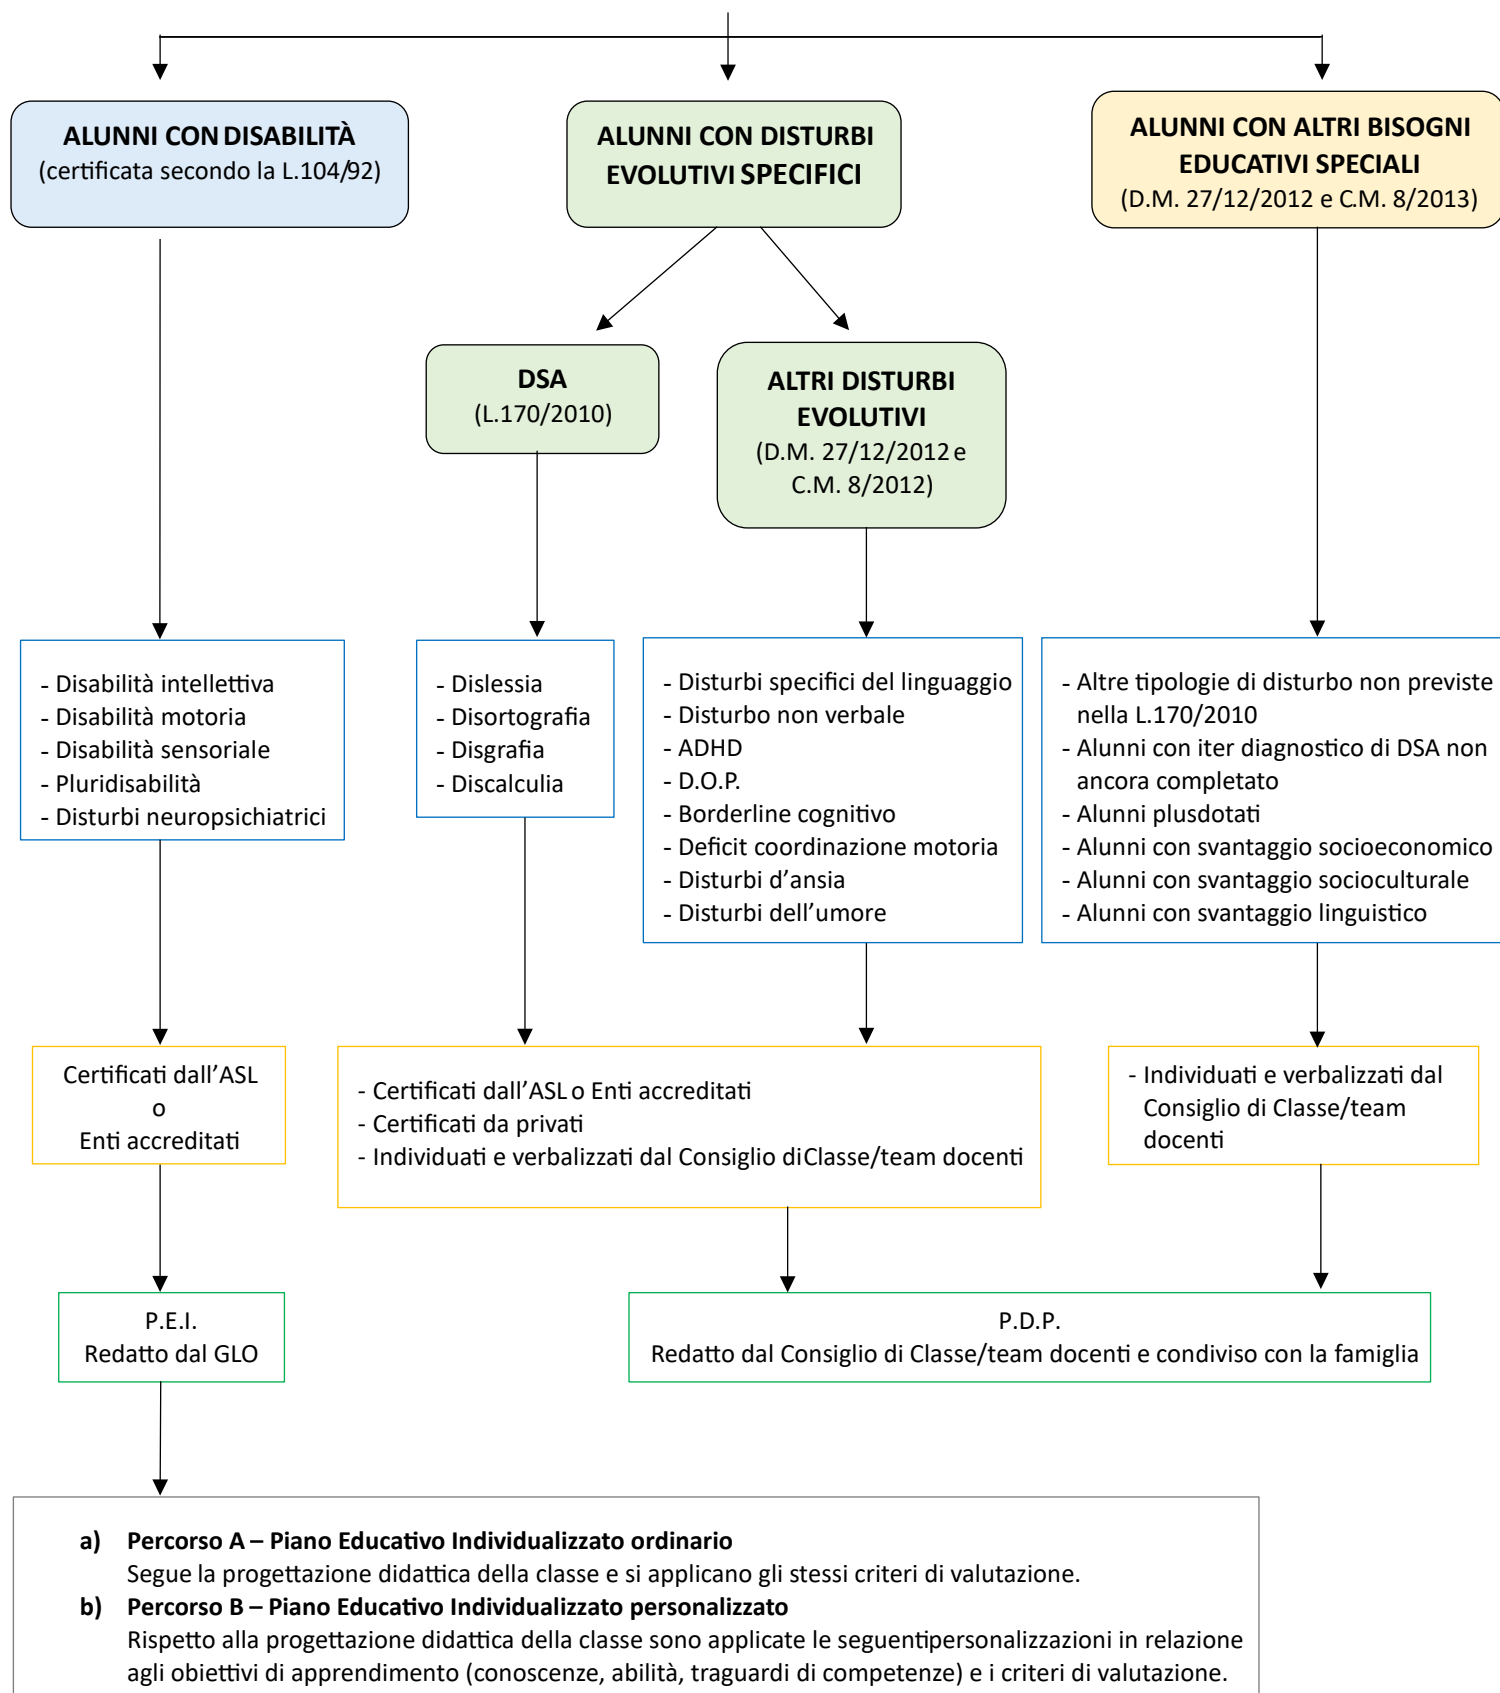 ALUNNI CON DISABILITÀ
(certificata secondo la L.104/92)
ALUNNI CON DISTURBI
EVOLUTIVI SPECIFICI
ALUNNI CON ALTRI BISOGNI
EDUCATIVI SPECIALI
(D.M. 27/12/2012 e C.M. 8/2013)
DSA
(L.170/2010)
ALTRI DISTURBI
EVOLUTIVI
(D.M. 27/12/2012 e
C.M. 8/2012)
- Disabilità intellettiva
- Disabilità motoria
- Disabilità sensoriale
- Pluridisabilità
- Disturbi neuropsichiatrici
- Dislessia
- Disortografia
- Disgrafia
- Discalculia
- Disturbi specifici del linguaggio
- Disturbo non verbale
- ADHD
- D.O.P.
- Borderline cognitivo
- Deficit coordinazione motoria
- Disturbi d'ansia
- Disturbi dell'umore
- Altre tipologie di disturbo non previste
nella L.170/2010
- Alunni con iter diagnostico di DSA non
ancora completato
- Alunni plusdotati
- Alunni con svantaggio socioeconomico
- Alunni con svantaggio socioculturale
- Alunni con svantaggio linguistico
Certificati dall'ASL
o
Enti accreditati
- Certificati dall'ASL o Enti accreditati
- Certificati da privati
- Individuati e verbalizzati dal Consiglio di Classe/team docenti
- Individuati e verbalizzati dal
Consiglio di Classe/team
docenti
P.E.I.
Redatto dal GLO
P.D.P.
Redatto dal Consiglio di Classe/team docenti e condiviso con la famiglia
a) Percorso A – Piano Educativo Individualizzato ordinario
Segue la progettazione didattica della classe e si applicano gli stessi criteri di valutazione.
b) Percorso B – Piano Educativo Individualizzato personalizzato
Rispetto alla progettazione didattica della classe sono applicate le seguentipersonalizzazioni in relazione
agli obiettivi di apprendimento (conoscenze, abilità, traguardi di competenze) e i criteri di valutazione.